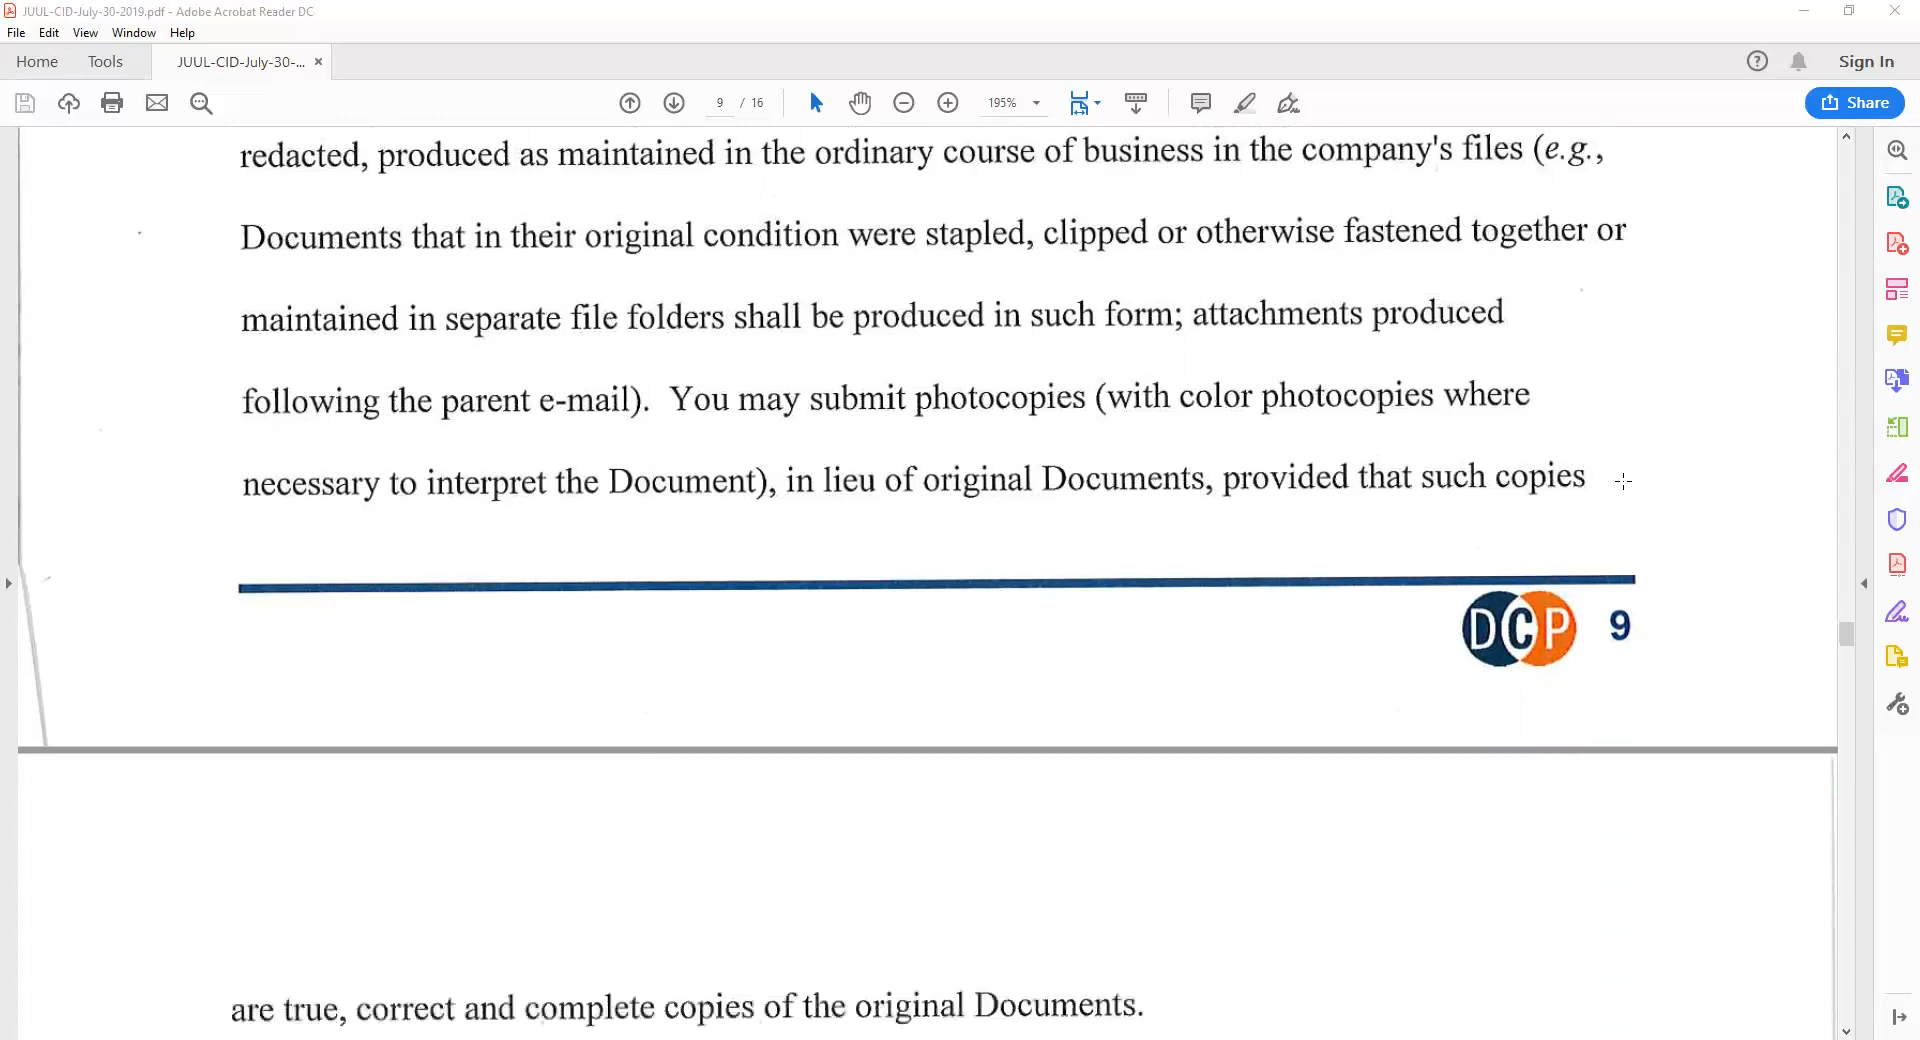 JUUL-CID-July-30-2019.pdf - Adobe Acrobat Reader DC
File Edit View Window Help
Home Tools JUUL-CID-July-30-... × Sign In
9 / 16 195% Share
redacted, produced as maintained in the ordinary course of business in the company's files (e.g.,
Documents that in their original condition were stapled, clipped or otherwise fastened together or
maintained in separate file folders shall be produced in such form; attachments produced
following the parent e-mail). You may submit photocopies (with color photocopies where
necessary to interpret the Document), in lieu of original Documents, provided that such copies
DCP 9
are true, correct and complete copies of the original Documents.